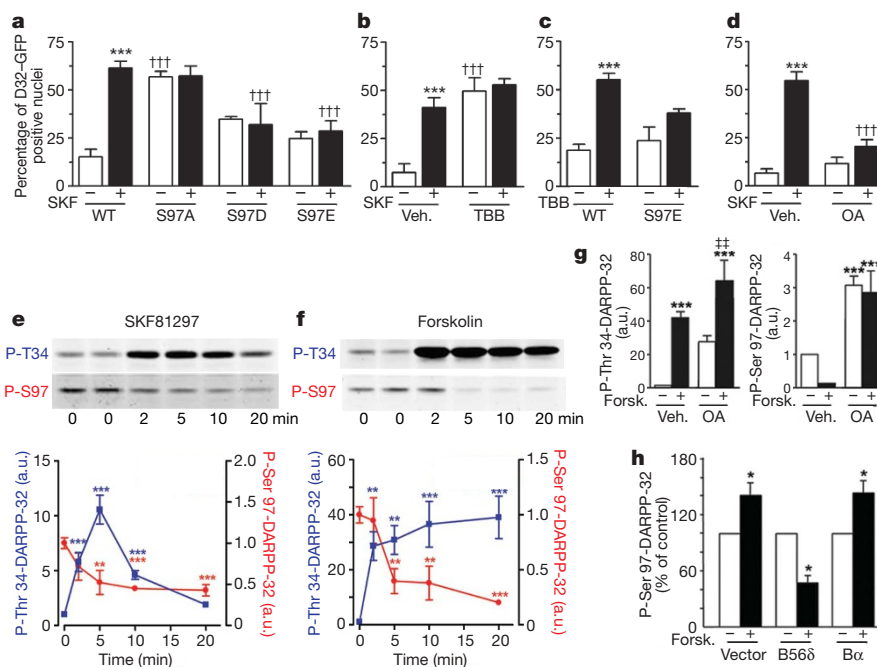 a
b
c
d
Percentage of D32–GFP
positive nuclei
75
50
25
0
***
†††
†††
†††
SKF
− + − + − + − +
WT S97A S97D S97E
75
50
25
0
***
†††
SKF − + − +
Veh. TBB
75
50
25
0
***
TBB − + − +
WT S97E
75
50
25
0
***
†††
SKF − + − +
Veh. OA
e
SKF81297
P-T34
P-S97
0 0 2 5 10 20 min
f
Forskolin
P-T34
P-S97
0 0 2 5 10 20 min
g
P-Thr 34-DARPP-32
(a.u.)
80
60
40
20
0
***
‡‡
***
Forsk. − + − +
Veh. OA
P-Ser 97-DARPP-32
(a.u.)
4
3
2
1
0
***
***
Forsk. − + − +
Veh. OA
P-Thr 34-DARPP-32 (a.u.)
15
10
5
0
***
***
**
***
***
***
2.0
1.5
1.0
0.5
0
P-Ser 97-DARPP-32 (a.u.)
0 5 10 15 20
Time (min)
P-Thr 34-DARPP-32 (a.u.)
60
40
20
0
**
**
***
***
**
**
***
1.5
1.0
0.5
0
P-Ser 97-DARPP-32 (a.u.)
0 5 10 15 20
Time (min)
h
P-Ser 97-DARPP-32
(% of control)
180
140
100
60
20
*
*
*
Forsk. − + − + − +
Vector B56δ Bα